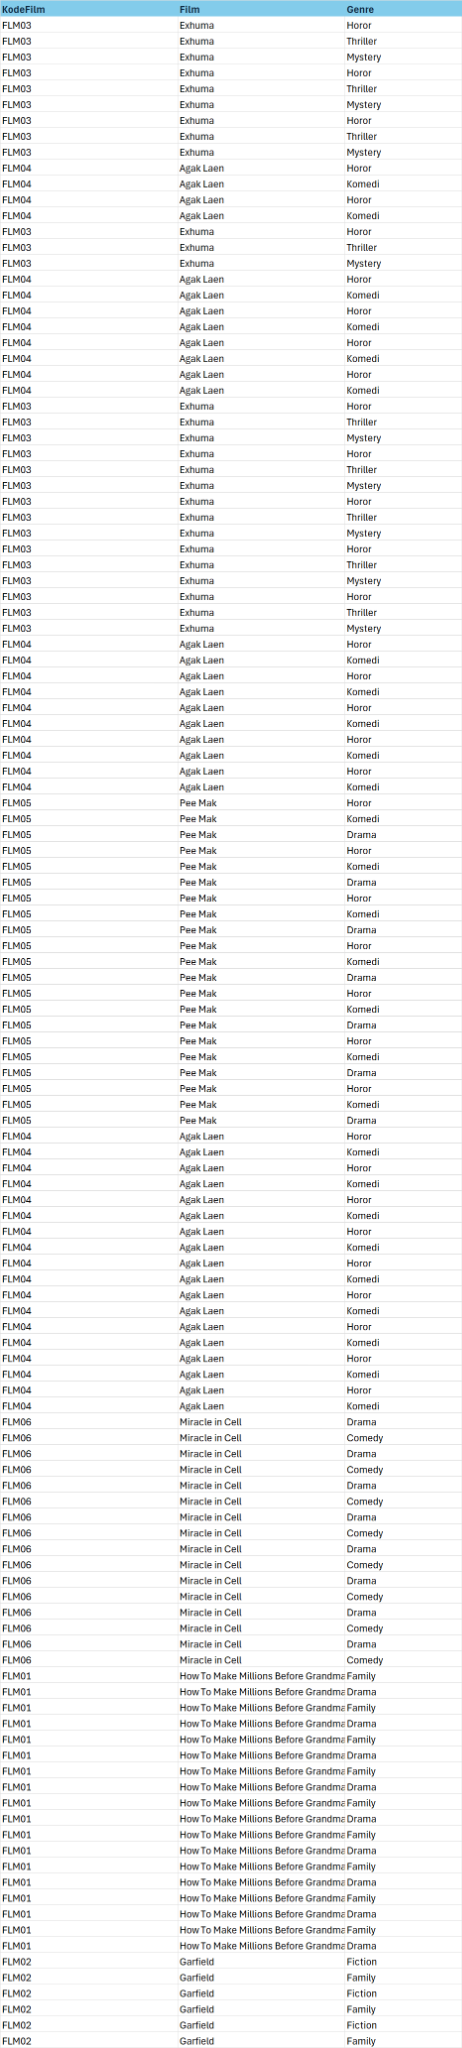 KodeFilm Film Genre
FLM03 Exhuma Horor
FLM03 Exhuma Thriller
FLM03 Exhuma Mystery
FLM03 Exhuma Horor
FLM03 Exhuma Thriller
FLM03 Exhuma Mystery
FLM03 Exhuma Horor
FLM03 Exhuma Thriller
FLM03 Exhuma Mystery
FLM04 Agak Laen Horor
FLM04 Agak Laen Komedi
FLM04 Agak Laen Horor
FLM04 Agak Laen Komedi
FLM03 Exhuma Horor
FLM03 Exhuma Thriller
FLM03 Exhuma Mystery
FLM04 Agak Laen Horor
FLM04 Agak Laen Komedi
FLM04 Agak Laen Horor
FLM04 Agak Laen Komedi
FLM04 Agak Laen Horor
FLM04 Agak Laen Komedi
FLM04 Agak Laen Horor
FLM04 Agak Laen Komedi
FLM03 Exhuma Horor
FLM03 Exhuma Thriller
FLM03 Exhuma Mystery
FLM03 Exhuma Horor
FLM03 Exhuma Thriller
FLM03 Exhuma Mystery
FLM03 Exhuma Horor
FLM03 Exhuma Thriller
FLM03 Exhuma Mystery
FLM03 Exhuma Horor
FLM03 Exhuma Thriller
FLM03 Exhuma Mystery
FLM03 Exhuma Horor
FLM03 Exhuma Thriller
FLM03 Exhuma Mystery
FLM04 Agak Laen Horor
FLM04 Agak Laen Komedi
FLM04 Agak Laen Horor
FLM04 Agak Laen Komedi
FLM04 Agak Laen Horor
FLM04 Agak Laen Komedi
FLM04 Agak Laen Horor
FLM04 Agak Laen Komedi
FLM04 Agak Laen Horor
FLM04 Agak Laen Komedi
FLM05 Pee Mak Horor
FLM05 Pee Mak Komedi
FLM05 Pee Mak Drama
FLM05 Pee Mak Horor
FLM05 Pee Mak Komedi
FLM05 Pee Mak Drama
FLM05 Pee Mak Horor
FLM05 Pee Mak Komedi
FLM05 Pee Mak Drama
FLM05 Pee Mak Horor
FLM05 Pee Mak Komedi
FLM05 Pee Mak Drama
FLM05 Pee Mak Horor
FLM05 Pee Mak Komedi
FLM05 Pee Mak Drama
FLM05 Pee Mak Horor
FLM05 Pee Mak Komedi
FLM05 Pee Mak Drama
FLM05 Pee Mak Horor
FLM05 Pee Mak Komedi
FLM05 Pee Mak Drama
FLM04 Agak Laen Horor
FLM04 Agak Laen Komedi
FLM04 Agak Laen Horor
FLM04 Agak Laen Komedi
FLM04 Agak Laen Horor
FLM04 Agak Laen Komedi
FLM04 Agak Laen Horor
FLM04 Agak Laen Komedi
FLM04 Agak Laen Horor
FLM04 Agak Laen Komedi
FLM04 Agak Laen Horor
FLM04 Agak Laen Komedi
FLM04 Agak Laen Horor
FLM04 Agak Laen Komedi
FLM04 Agak Laen Horor
FLM04 Agak Laen Komedi
FLM04 Agak Laen Horor
FLM04 Agak Laen Komedi
FLM06 Miracle in Cell Drama
FLM06 Miracle in Cell Comedy
FLM06 Miracle in Cell Drama
FLM06 Miracle in Cell Comedy
FLM06 Miracle in Cell Drama
FLM06 Miracle in Cell Comedy
FLM06 Miracle in Cell Drama
FLM06 Miracle in Cell Comedy
FLM06 Miracle in Cell Drama
FLM06 Miracle in Cell Comedy
FLM06 Miracle in Cell Drama
FLM06 Miracle in Cell Comedy
FLM06 Miracle in Cell Drama
FLM06 Miracle in Cell Comedy
FLM06 Miracle in Cell Drama
FLM06 Miracle in Cell Comedy
FLM01 How To Make Millions Before Grandma Family
FLM01 How To Make Millions Before Grandma Drama
FLM01 How To Make Millions Before Grandma Family
FLM01 How To Make Millions Before Grandma Drama
FLM01 How To Make Millions Before Grandma Family
FLM01 How To Make Millions Before Grandma Drama
FLM01 How To Make Millions Before Grandma Family
FLM01 How To Make Millions Before Grandma Drama
FLM01 How To Make Millions Before Grandma Family
FLM01 How To Make Millions Before Grandma Drama
FLM01 How To Make Millions Before Grandma Family
FLM01 How To Make Millions Before Grandma Drama
FLM01 How To Make Millions Before Grandma Family
FLM01 How To Make Millions Before Grandma Drama
FLM01 How To Make Millions Before Grandma Family
FLM01 How To Make Millions Before Grandma Drama
FLM01 How To Make Millions Before Grandma Family
FLM01 How To Make Millions Before Grandma Drama
FLM02 Garfield Fiction
FLM02 Garfield Family
FLM02 Garfield Fiction
FLM02 Garfield Family
FLM02 Garfield Fiction
FLM02 Garfield Family